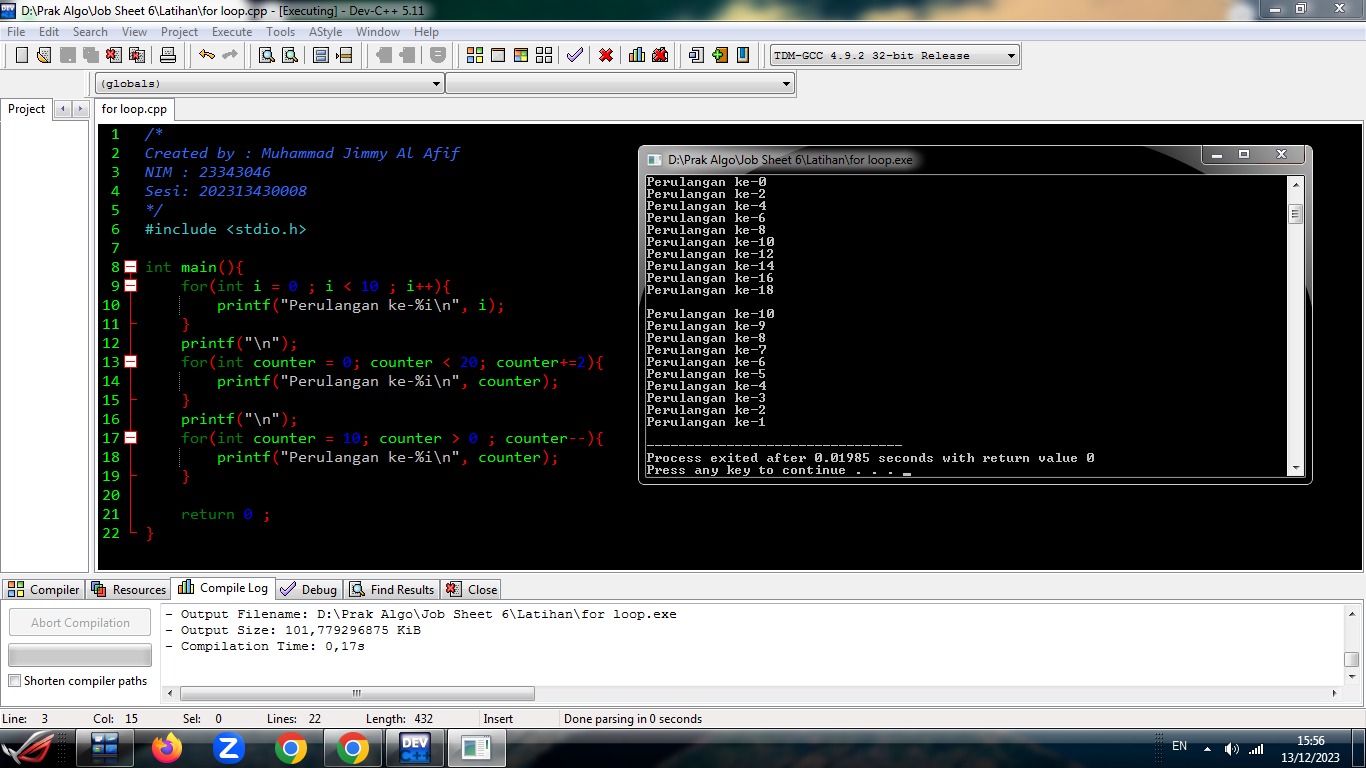 D:\Prak Algo\Job Sheet 6\Latihan\for loop.cpp - [Executing] - Dev-C++ 5.11
File Edit Search View Project Execute Tools AStyle Window Help
TDM-GCC 4.9.2 32-bit Release
(globals)
Project
for loop.cpp
1 /*
2 Created by : Muhammad Jimmy Al Afif
3 NIM : 23343046
4 Sesi: 202313430008
5 */
6 #include <stdio.h>
7
8 int main(){
9 for(int i = 0 ; i < 10 ; i++){
10 printf("Perulangan ke-%i\n", i);
11 }
12 printf("\n");
13 for(int counter = 0; counter < 20; counter+=2){
14 printf("Perulangan ke-%i\n", counter);
15 }
16 printf("\n");
17 for(int counter = 10; counter > 0 ; counter--){
18 printf("Perulangan ke-%i\n", counter);
19 }
20
21 return 0 ;
22 }
D:\Prak Algo\Job Sheet 6\Latihan\for loop.exe
Perulangan ke-0
Perulangan ke-2
Perulangan ke-4
Perulangan ke-6
Perulangan ke-8
Perulangan ke-10
Perulangan ke-12
Perulangan ke-14
Perulangan ke-16
Perulangan ke-18
Perulangan ke-10
Perulangan ke-9
Perulangan ke-8
Perulangan ke-7
Perulangan ke-6
Perulangan ke-5
Perulangan ke-4
Perulangan ke-3
Perulangan ke-2
Perulangan ke-1
--------------------------------
Process exited after 0.01985 seconds with return value 0
Press any key to continue . . . _
Compiler Resources Compile Log Debug Find Results Close
Abort Compilation
Shorten compiler paths
- Output Filename: D:\Prak Algo\Job Sheet 6\Latihan\for loop.exe
- Output Size: 101,779296875 KiB
- Compilation Time: 0,17s
Line: 3 Col: 15 Sel: 0 Lines: 22 Length: 432 Insert Done parsing in 0 seconds
DEV C++
EN
15:56
13/12/2023